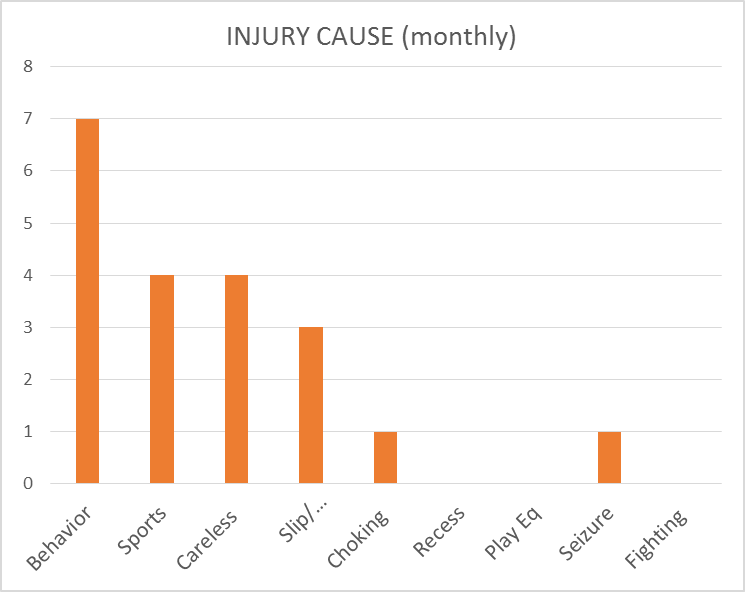 INJURY CAUSE (monthly)
8
7
6
5
4
3
2
1
0
Behavior
Sports
Careless
Slip/...
Choking
Recess
Play Eq
Seizure
Fighting